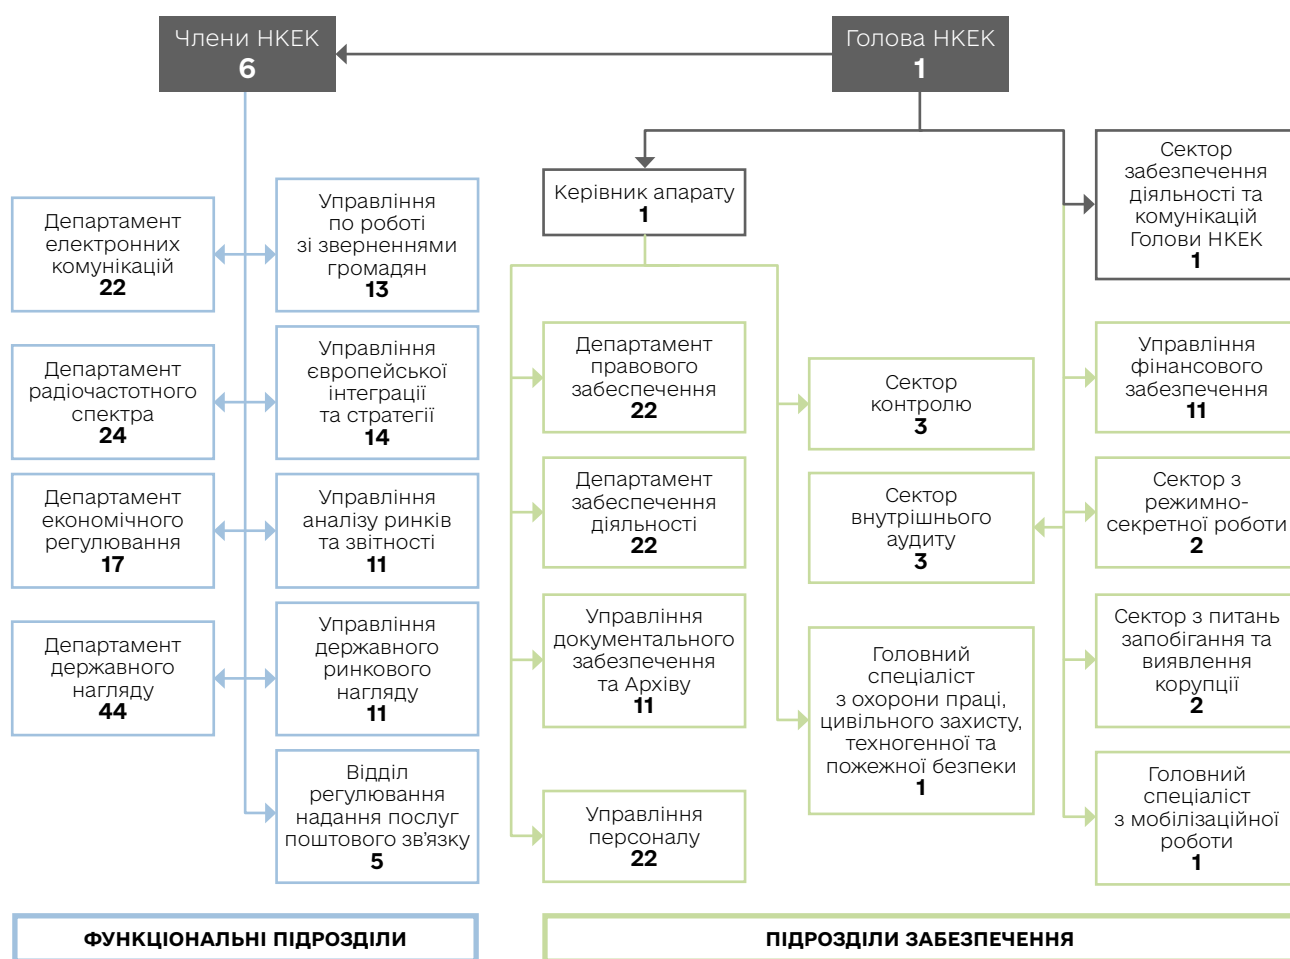 Члени НКЕК
6
Голова НКЕК
1
Керівник апарату
1
Сектор
забезпечення
діяльності та
комунікацій
Голови НКЕК
1
Департамент
електронних
комунікацій
22
Управління
по роботі
зі зверненнями
громадян
13
Департамент
радіочастотного
спектра
24
Управління
європейської
інтеграції
та стратегії
14
Департамент
економічного
регулювання
17
Управління
аналізу ринків
та звітності
11
Департамент
державного
нагляду
44
Управління
державного
ринкового
нагляду
11
Відділ
регулювання
надання послуг
поштового зв’язку
5
Департамент
правового
забеспечення
22
Департамент
забеспечення
діяльності
22
Управління
документального
забезпечення
та Архіву
11
Управління
персоналу
22
Сектор
контролю
3
Сектор
внутрішнього
аудиту
3
Головний
спеціаліст
з охорони праці,
цивільного захисту,
техногенної та
пожежної безпеки
1
Управління
фінансового
забезпечення
11
Сектор з
режимно-
секретної роботи
2
Сектор з питань
запобігання та
виявлення
корупції
2
Головний
спеціаліст
з мобілізаційної
роботи
1
ФУНКЦІОНАЛЬНІ ПІДРОЗДІЛИ
ПІДРОЗДІЛИ ЗАБЕЗПЕЧЕННЯ